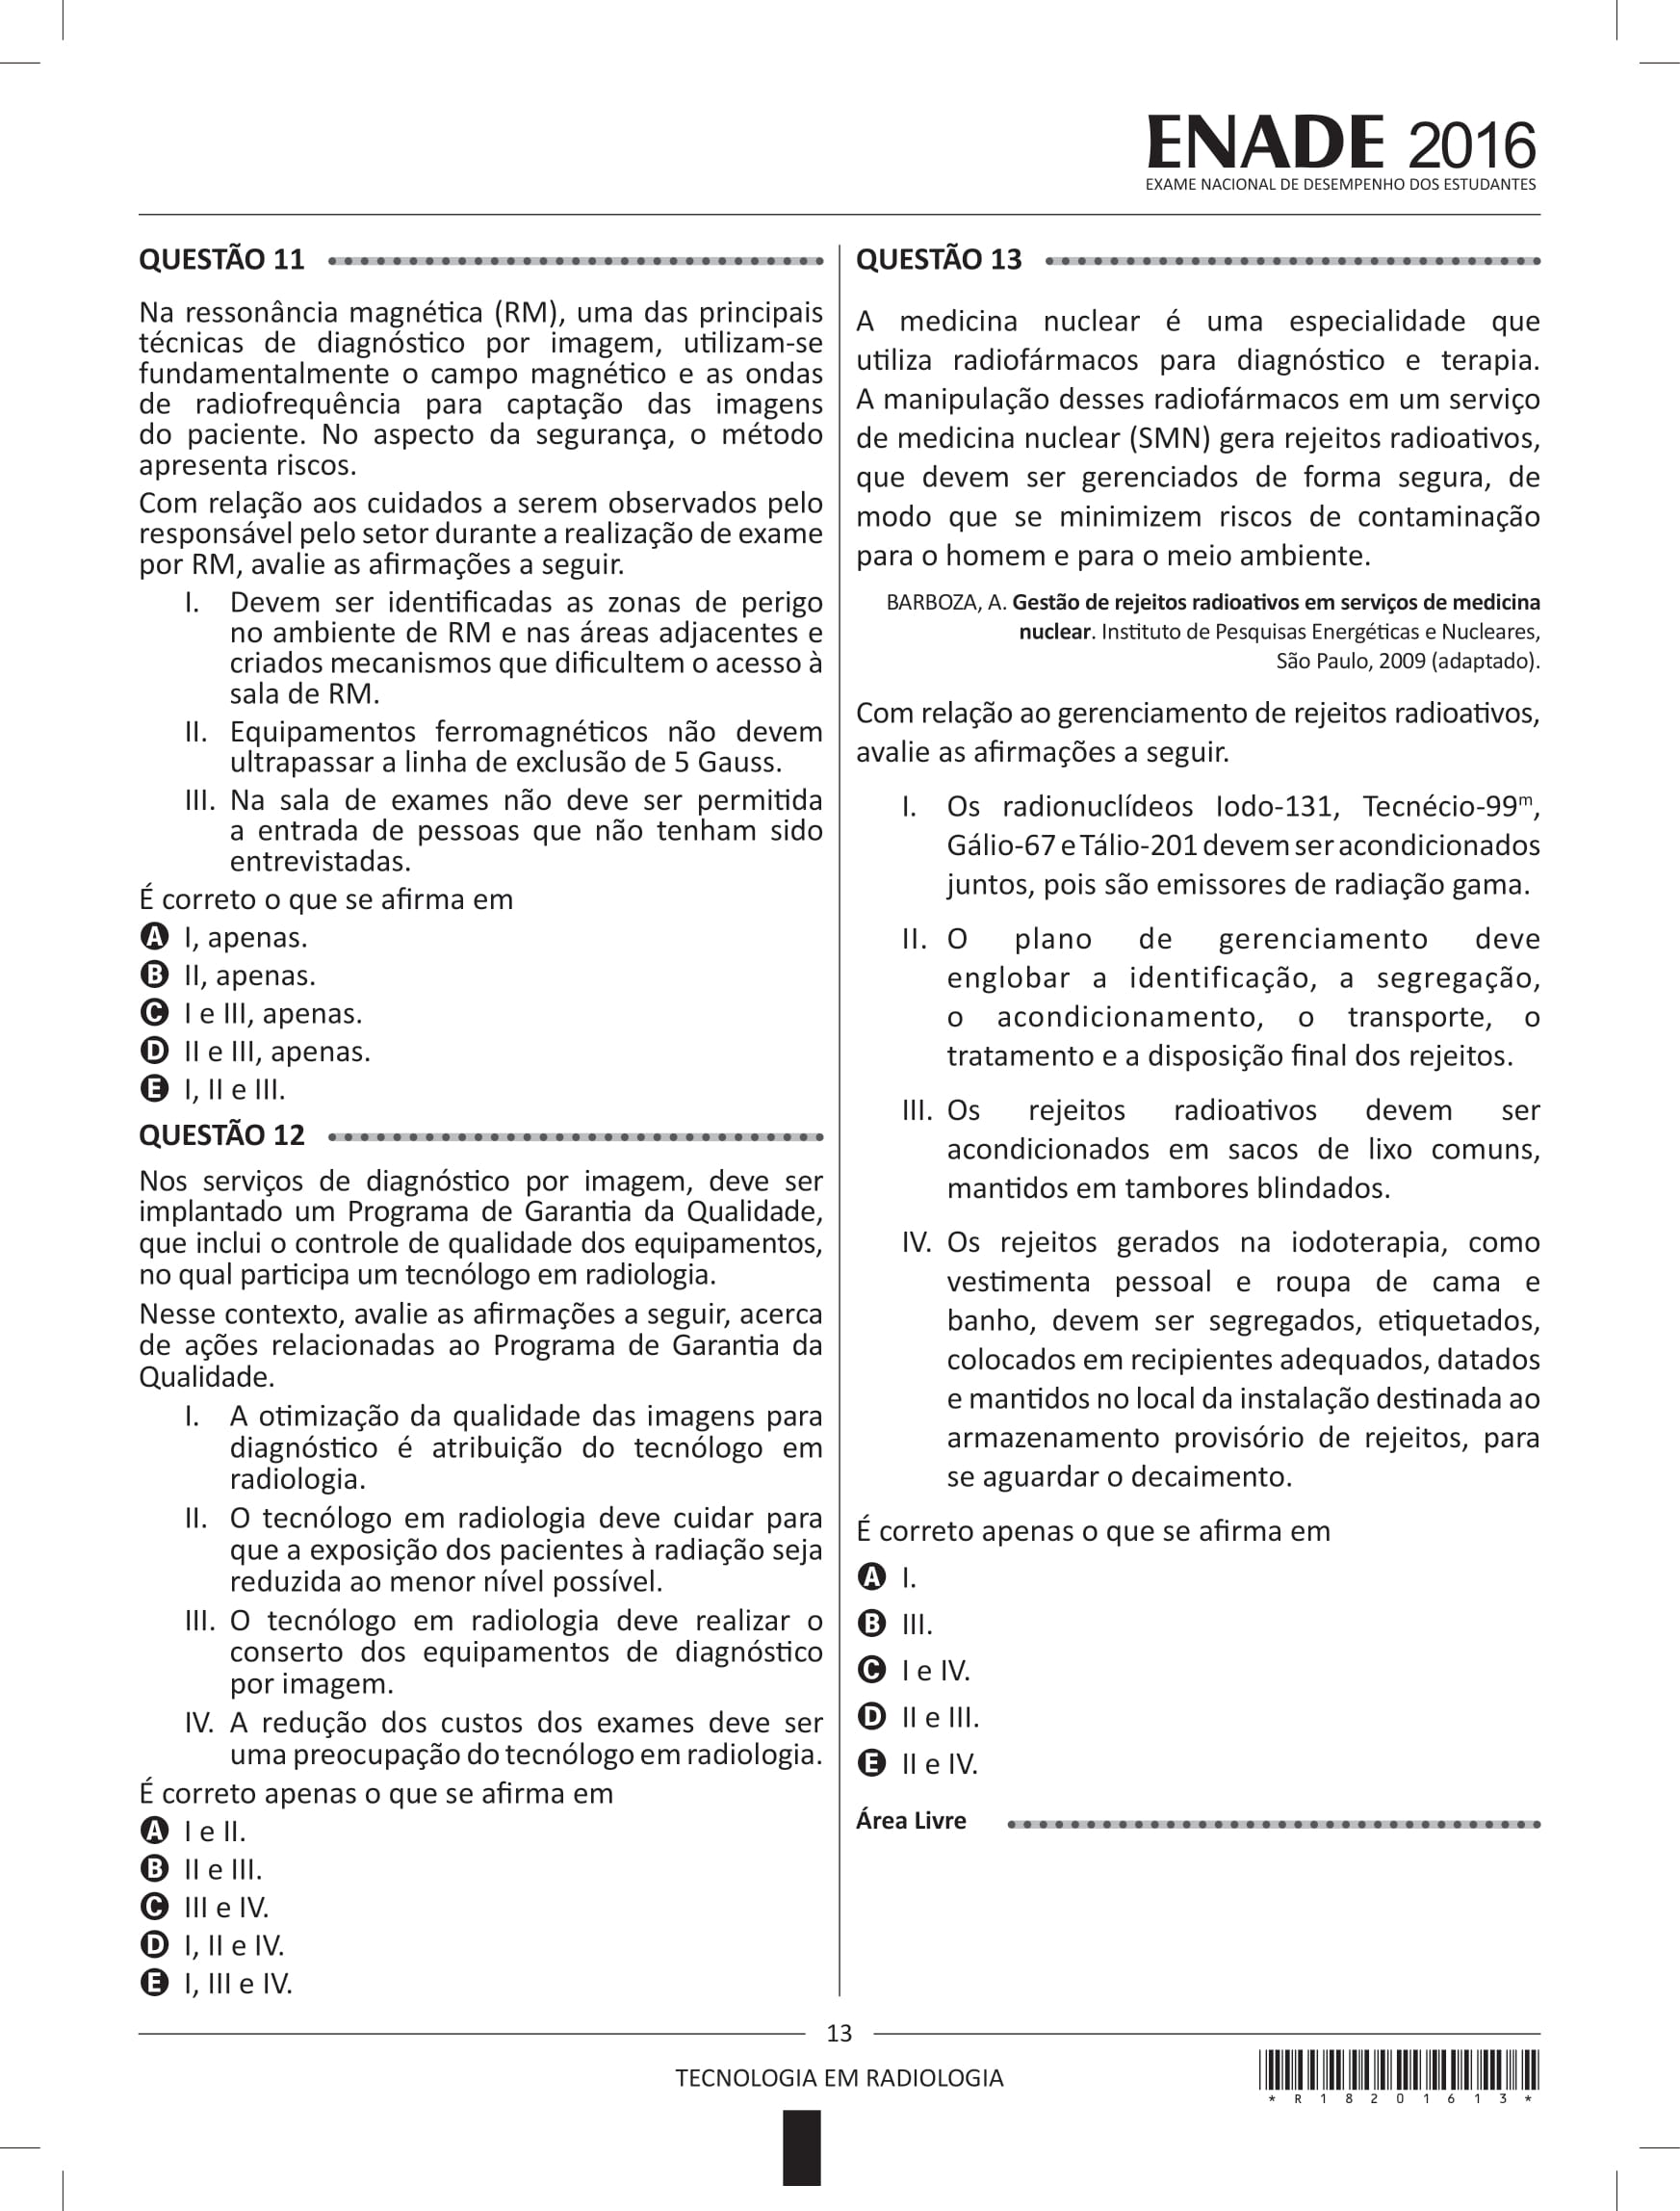 ENADE 2016
EXAME NACIONAL DE DESEMPENHO DOS ESTUDANTES
QUESTÃO 11
Na ressonância magnética (RM), uma das principais
técnicas de diagnóstico por imagem, utilizam-se
fundamentalmente o campo magnético e as ondas
de radiofrequência para captação das imagens
do paciente. No aspecto da segurança, o método
apresenta riscos.
Com relação aos cuidados a serem observados pelo
responsável pelo setor durante a realização de exame
por RM, avalie as afirmações a seguir.
I. Devem ser identificadas as zonas de perigo
no ambiente de RM e nas áreas adjacentes e
criados mecanismos que dificultem o acesso à
sala de RM.
II. Equipamentos ferromagnéticos não devem
ultrapassar a linha de exclusão de 5 Gauss.
III. Na sala de exames não deve ser permitida
a entrada de pessoas que não tenham sido
entrevistadas.
É correto o que se afirma em
A I, apenas.
B II, apenas.
C I e III, apenas.
D II e III, apenas.
E I, II e III.
QUESTÃO 12
Nos serviços de diagnóstico por imagem, deve ser
implantado um Programa de Garantia da Qualidade,
que inclui o controle de qualidade dos equipamentos,
no qual participa um tecnólogo em radiologia.
Nesse contexto, avalie as afirmações a seguir, acerca
de ações relacionadas ao Programa de Garantia da
Qualidade.
I. A otimização da qualidade das imagens para
diagnóstico é atribuição do tecnólogo em
radiologia.
II. O tecnólogo em radiologia deve cuidar para
que a exposição dos pacientes à radiação seja
reduzida ao menor nível possível.
III. O tecnólogo em radiologia deve realizar o
conserto dos equipamentos de diagnóstico
por imagem.
IV. A redução dos custos dos exames deve ser
uma preocupação do tecnólogo em radiologia.
É correto apenas o que se afirma em
A I e II.
B II e III.
C III e IV.
D I, II e IV.
E I, III e IV.
QUESTÃO 13
A medicina nuclear é uma especialidade que
utiliza radiofármacos para diagnóstico e terapia.
A manipulação desses radiofármacos em um serviço
de medicina nuclear (SMN) gera rejeitos radioativos,
que devem ser gerenciados de forma segura, de
modo que se minimizem riscos de contaminação
para o homem e para o meio ambiente.
BARBOZA, A. Gestão de rejeitos radioativos em serviços de medicina
nuclear. Instituto de Pesquisas Energéticas e Nucleares,
São Paulo, 2009 (adaptado).
Com relação ao gerenciamento de rejeitos radioativos,
avalie as afirmações a seguir.
I. Os radionuclídeos Iodo-131, Tecnécio-99ᵐ,
Gálio-67 e Tálio-201 devem ser acondicionados
juntos, pois são emissores de radiação gama.
II. O plano de gerenciamento deve
englobar a identificação, a segregação,
o acondicionamento, o transporte, o
tratamento e a disposição final dos rejeitos.
III. Os rejeitos radioativos devem ser
acondicionados em sacos de lixo comuns,
mantidos em tambores blindados.
IV. Os rejeitos gerados na iodoterapia, como
vestimenta pessoal e roupa de cama e
banho, devem ser segregados, etiquetados,
colocados em recipientes adequados, datados
e mantidos no local da instalação destinada ao
armazenamento provisório de rejeitos, para
se aguardar o decaimento.
É correto apenas o que se afirma em
A I.
B III.
C I e IV.
D II e III.
E II e IV.
Área Livre
13
TECNOLOGIA EM RADIOLOGIA
* R 1 8 2 0 1 6 1 3 *